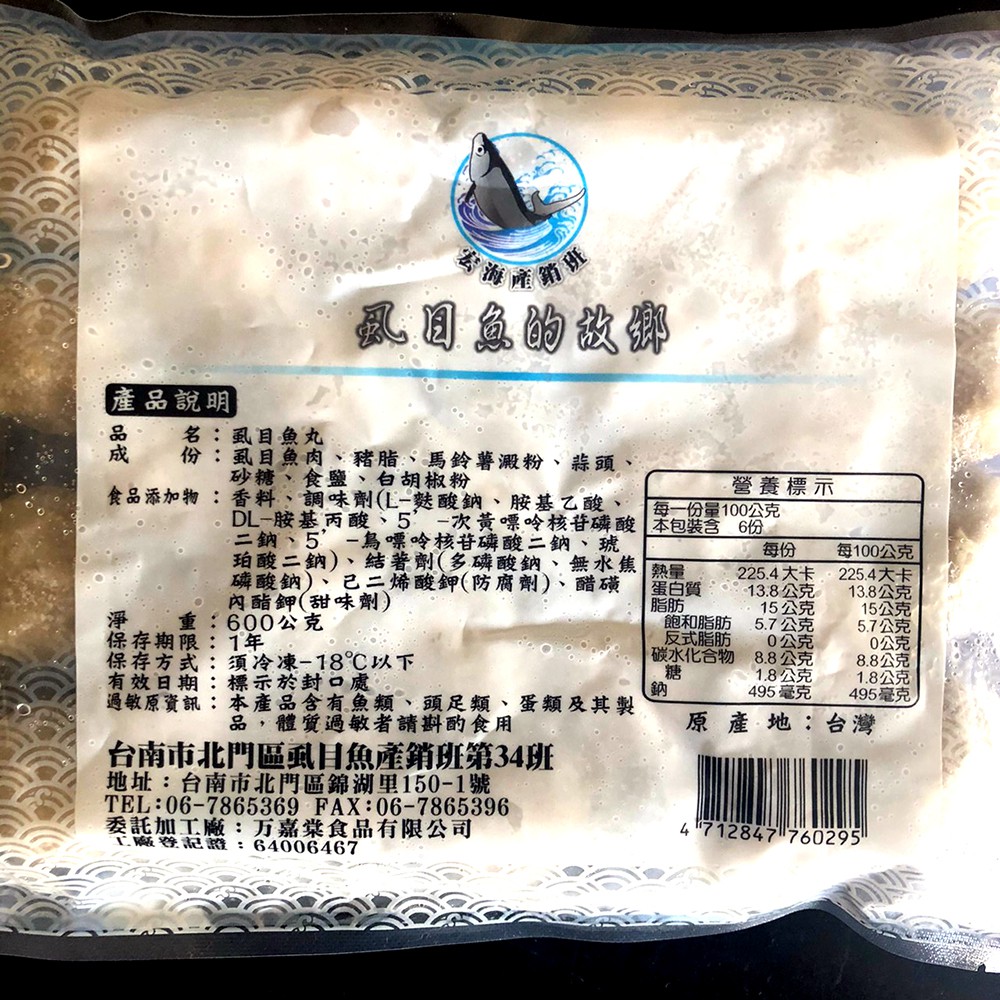 宏海產銷班
虱目魚的故鄉
產品說明
品名：虱目魚丸
成份：虱目魚肉、豬脂、馬鈴薯澱粉、蒜頭、
砂糖、食鹽、白胡椒粉
食品添加物：香料、調味劑(L-麩酸鈉、胺基乙酸、
DL-胺基丙酸、5’-次黃嘌呤核苷磷酸
二鈉、5’-鳥嘌呤核苷磷酸二鈉、琥
珀酸二鈉)、結著劑(多磷酸鈉、無水焦
磷酸鈉)、己二烯酸鉀(防腐劑)、醋磺
內酯鉀(甜味劑)
淨重：600公克
保存期限：1年
保存方式：須冷凍-18℃以下
有效日期：標示於封口處
過敏原資訊：本產品含有魚類、頭足類、蛋類及其製
品，體質過敏者請斟酌食用
台南市北門區虱目魚產銷班第34班
地址：台南市北門區錦湖里150-1號
TEL:06-7865369 FAX:06-7865396
委託加工廠：万嘉棠食品有限公司
工廠登記證：64006467
營養標示
每一份量100公克
本包裝含 6份
每份 每100公克
熱量 225.4大卡 225.4大卡
蛋白質 13.8公克 13.8公克
脂肪 15公克 15公克
飽和脂肪 5.7公克 5.7公克
反式脂肪 0公克 0公克
碳水化合物 8.8公克 8.8公克
糖 1.8公克 1.8公克
鈉 495毫克 495毫克
原產地：台灣
4 712847 760295